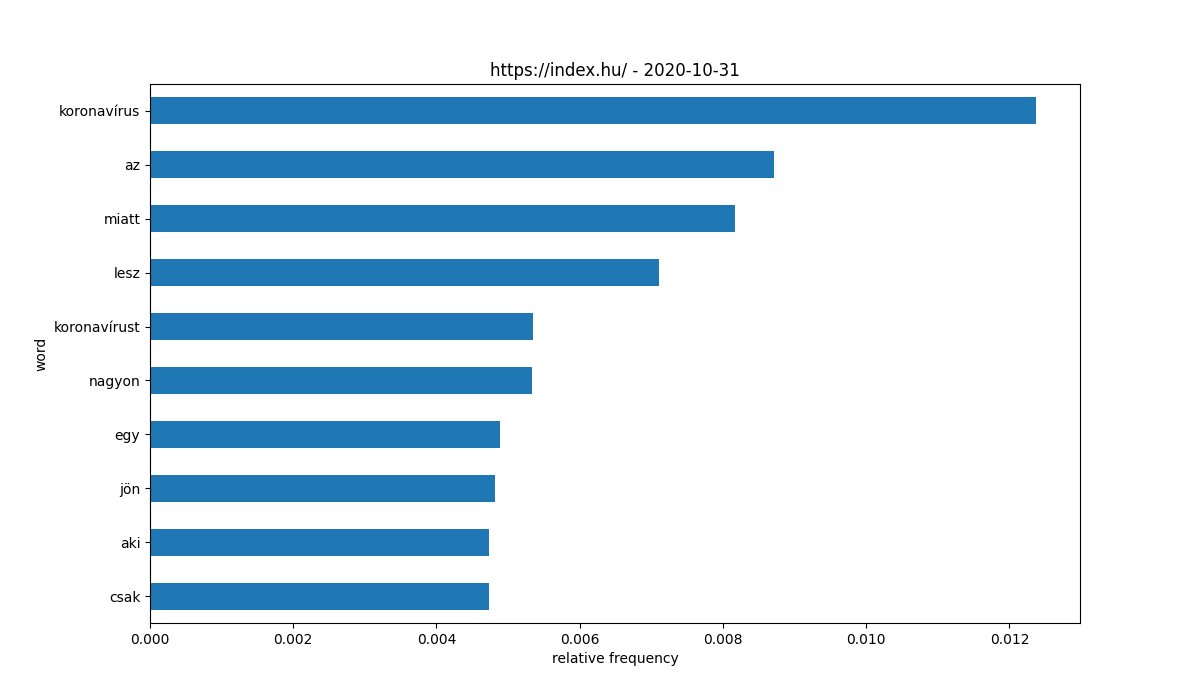 https://index.hu/ - 2020-10-31
koronavírus
az
miatt
lesz
koronavírust
nagyon
egy
jön
aki
csak
word
0.000 0.002 0.004 0.006 0.008 0.010 0.012
relative frequency